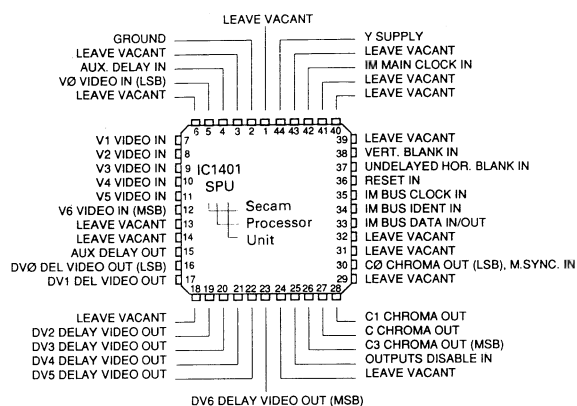 LEAVE VACANT
GROUND
LEAVE VACANT
AUX. DELAY IN
VØ VIDEO IN (LSB)
LEAVE VACANT
Y SUPPLY
LEAVE VACANT
IM MAIN CLOCK IN
LEAVE VACANT
LEAVE VACANT
6 5 4 3 2 1 44 43 42 41 40
V1 VIDEO IN 7
V2 VIDEO IN 8
V3 VIDEO IN 9
V4 VIDEO IN 10
V5 VIDEO IN 11
V6 VIDEO IN (MSB) 12
LEAVE VACANT 13
LEAVE VACANT 14
AUX DELAY OUT 15
DVØ DEL VIDEO OUT (LSB) 16
DV1 DEL VIDEO OUT 17
IC1401
SPU
Secam
Processor
Unit
39 LEAVE VACANT
38 VERT. BLANK IN
37 UNDELAYED HOR. BLANK IN
36 RESET IN
35 IM BUS CLOCK IN
34 IM BUS IDENT IN
33 IM BUS DATA IN/OUT
32 LEAVE VACANT
31 LEAVE VACANT
30 CØ CHROMA OUT (LSB), M.SYNC. IN
29 LEAVE VACANT
18 19 20 21 22 23 24 25 26 27 28
LEAVE VACANT
DV2 DELAY VIDEO OUT
DV3 DELAY VIDEO OUT
DV4 DELAY VIDEO OUT
DV5 DELAY VIDEO OUT
C1 CHROMA OUT
C CHROMA OUT
C3 CHROMA OUT (MSB)
OUTPUTS DISABLE IN
LEAVE VACANT
DV6 DELAY VIDEO OUT (MSB)